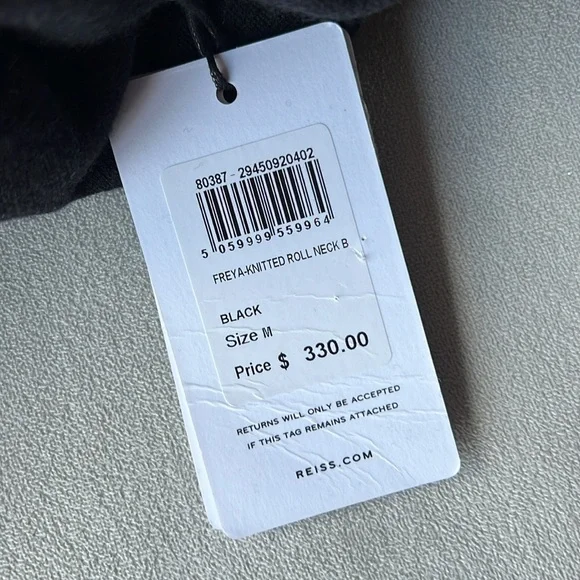 80387 - 29450920402
5 059999 559964
FREYA-KNITTED ROLL NECK B
BLACK
Size M
Price $ 330.00
RETURNS WILL ONLY BE ACCEPTED
IF THIS TAG REMAINS ATTACHED
REISS.COM